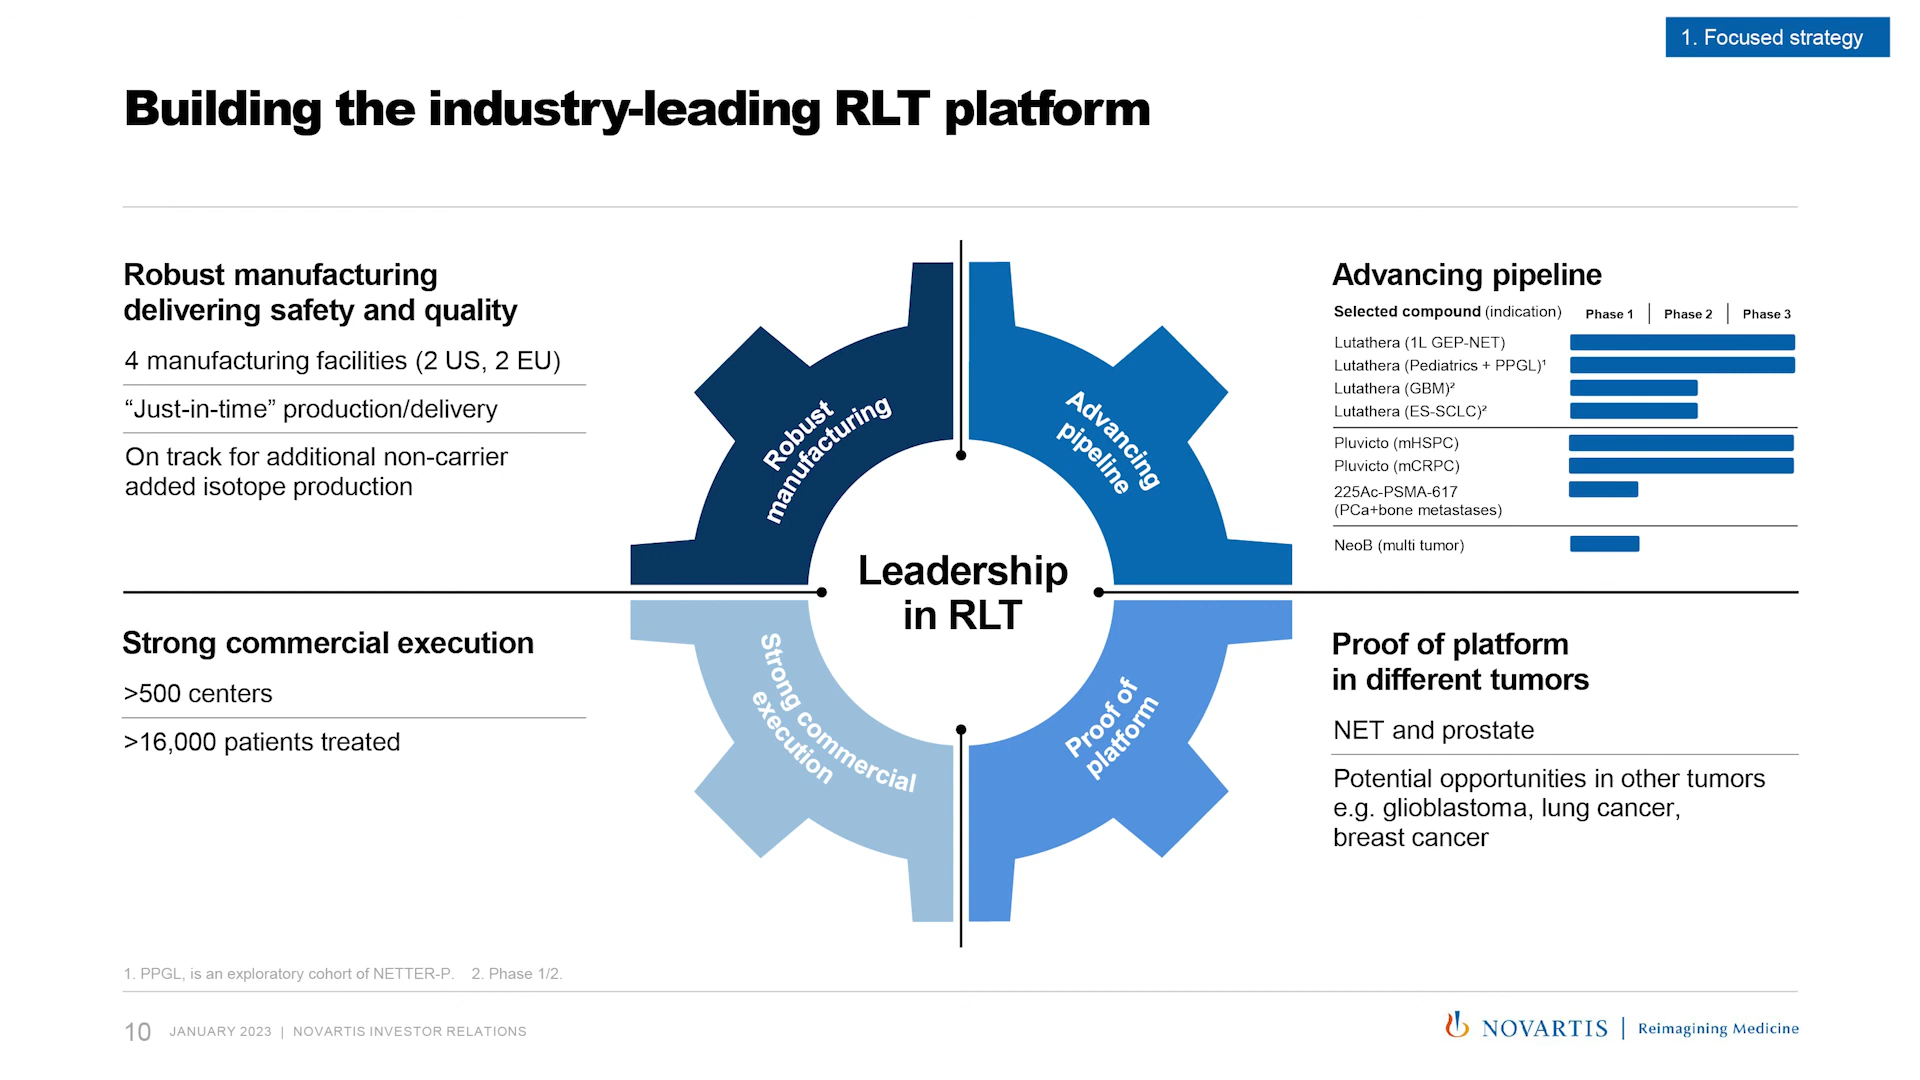 1. Focused strategy
Building the industry-leading RLT platform
Robust manufacturing
delivering safety and quality
4 manufacturing facilities (2 US, 2 EU)
“Just-in-time” production/delivery
On track for additional non-carrier
added isotope production
Robust
manufacturing
Advancing
pipeline
Leadership
in RLT
Strong commercial
execution
Proof of
platform
Advancing pipeline
Selected compound (indication) Phase 1 Phase 2 Phase 3
Lutathera (1L GEP-NET)
Lutathera (Pediatrics + PPGL)¹
Lutathera (GBM)²
Lutathera (ES-SCLC)²
Pluvicto (mHSPC)
Pluvicto (mCRPC)
225Ac-PSMA-617
(PCa+bone metastases)
NeoB (multi tumor)
Strong commercial execution
>500 centers
>16,000 patients treated
Proof of platform
in different tumors
NET and prostate
Potential opportunities in other tumors
e.g. glioblastoma, lung cancer,
breast cancer
1. PPGL, is an exploratory cohort of NETTER-P. 2. Phase 1/2.
10 JANUARY 2023 | NOVARTIS INVESTOR RELATIONS
NOVARTIS | Reimagining Medicine